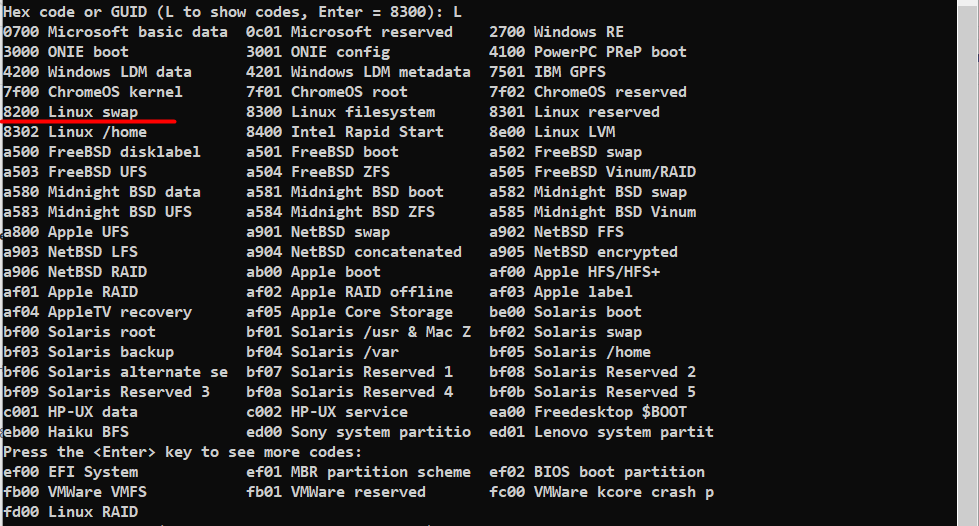 Hex code or GUID (L to show codes, Enter = 8300): L
0700 Microsoft basic data  0c01 Microsoft reserved    2700 Windows RE
3000 ONIE boot             3001 ONIE config           4100 PowerPC PReP boot
4200 Windows LDM data      4201 Windows LDM metadata  7501 IBM GPFS
7f00 ChromeOS kernel       7f01 ChromeOS root         7f02 ChromeOS reserved
8200 Linux swap            8300 Linux filesystem      8301 Linux reserved
8302 Linux /home           8400 Intel Rapid Start     8e00 Linux LVM
a500 FreeBSD disklabel     a501 FreeBSD boot          a502 FreeBSD swap
a503 FreeBSD UFS           a504 FreeBSD ZFS           a505 FreeBSD Vinum/RAID
a580 Midnight BSD data     a581 Midnight BSD boot     a582 Midnight BSD swap
a583 Midnight BSD UFS      a584 Midnight BSD ZFS      a585 Midnight BSD Vinum
a800 Apple UFS             a901 NetBSD swap           a902 NetBSD FFS
a903 NetBSD LFS            a904 NetBSD concatenated   a905 NetBSD encrypted
a906 NetBSD RAID           ab00 Apple boot            af00 Apple HFS/HFS+
af01 Apple RAID            af02 Apple RAID offline    af03 Apple label
af04 AppleTV recovery      af05 Apple Core Storage    be00 Solaris boot
bf00 Solaris root          bf01 Solaris /usr & Mac Z  bf02 Solaris swap
bf03 Solaris backup        bf04 Solaris /var          bf05 Solaris /home
bf06 Solaris alternate se  bf07 Solaris Reserved 1    bf08 Solaris Reserved 2
bf09 Solaris Reserved 3    bf0a Solaris Reserved 4    bf0b Solaris Reserved 5
c001 HP-UX data            c002 HP-UX service         ea00 Freedesktop $BOOT
eb00 Haiku BFS             ed00 Sony system partitio  ed01 Lenovo system partit
Press the <Enter> key to see more codes:
ef00 EFI System            ef01 MBR partition scheme  ef02 BIOS boot partition
fb00 VMWare VMFS           fb01 VMWare reserved       fc00 VMWare kcore crash p
fd00 Linux RAID